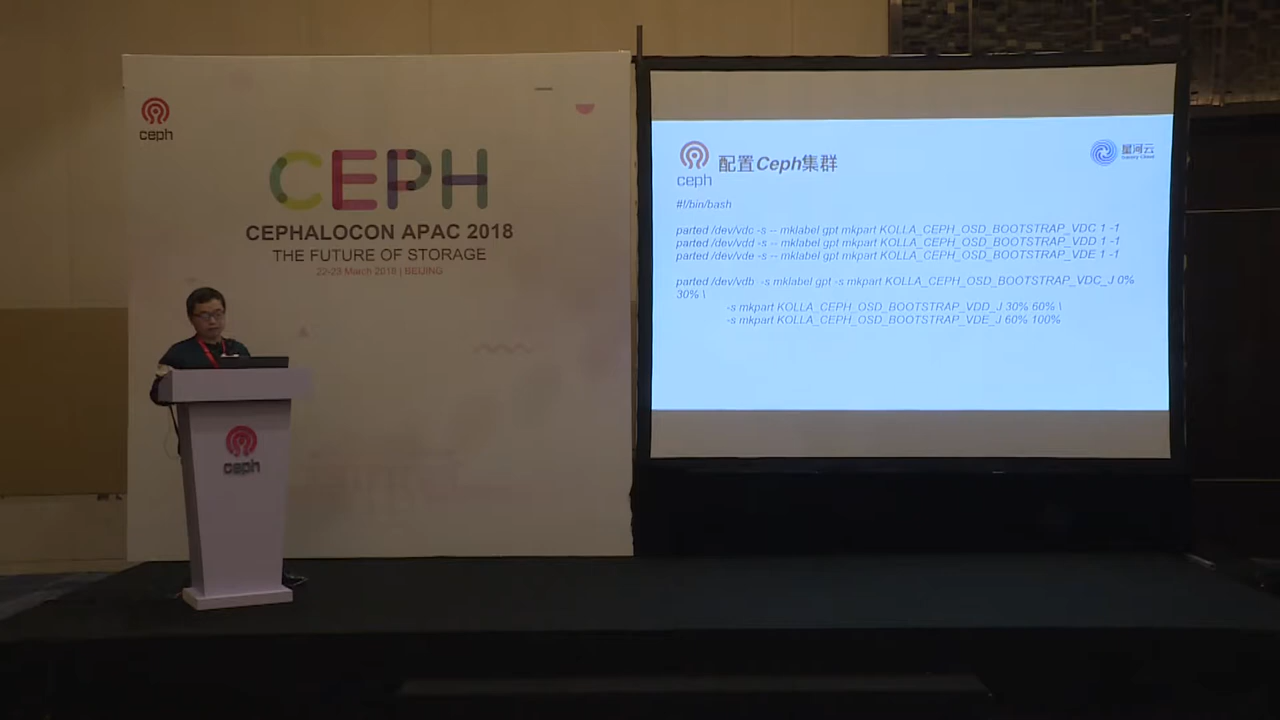 ceph
CEPH
CEPHALOCON APAC 2018
THE FUTURE OF STORAGE
22-23 March 2018 | BEIJING
ceph
ceph
配置Ceph集群
星河云
Galaxy Cloud
#!/bin/bash
parted /dev/vdc -s -- mklabel gpt mkpart KOLLA_CEPH_OSD_BOOTSTRAP_VDC 1 -1
parted /dev/vdd -s -- mklabel gpt mkpart KOLLA_CEPH_OSD_BOOTSTRAP_VDD 1 -1
parted /dev/vde -s -- mklabel gpt mkpart KOLLA_CEPH_OSD_BOOTSTRAP_VDE 1 -1
parted /dev/vdb -s mklabel gpt -s mkpart KOLLA_CEPH_OSD_BOOTSTRAP_VDC_J 0%
30% \
-s mkpart KOLLA_CEPH_OSD_BOOTSTRAP_VDD_J 30% 60% \
-s mkpart KOLLA_CEPH_OSD_BOOTSTRAP_VDE_J 60% 100%